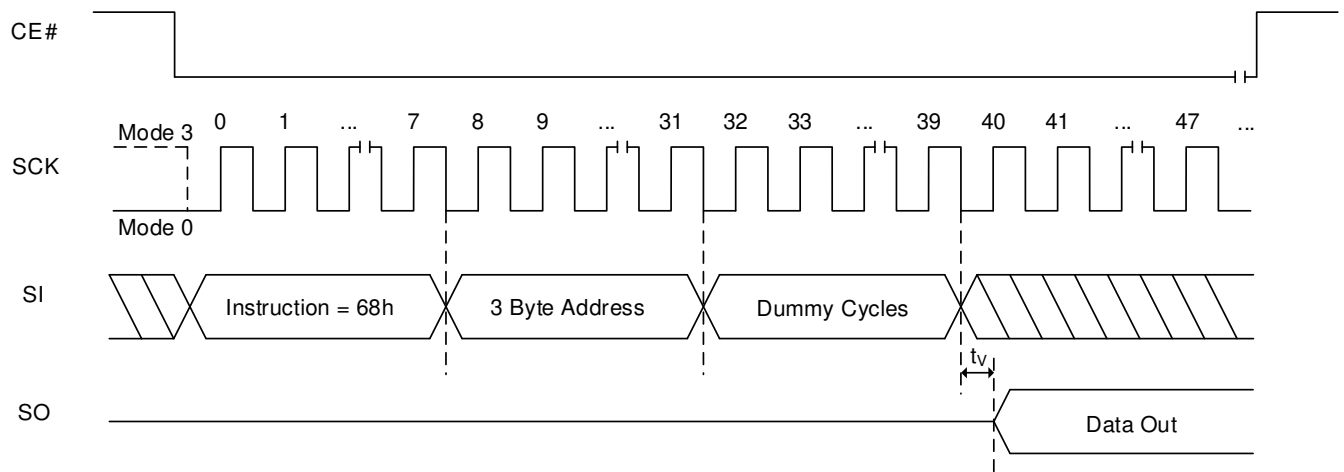 CE#
0 1 ... 7 8 9 ... 31 32 33 ... 39 40 41 ... 47 ...
Mode 3
SCK
Mode 0
SI
Instruction = 68h 3 Byte Address Dummy Cycles
tV
SO
Data Out